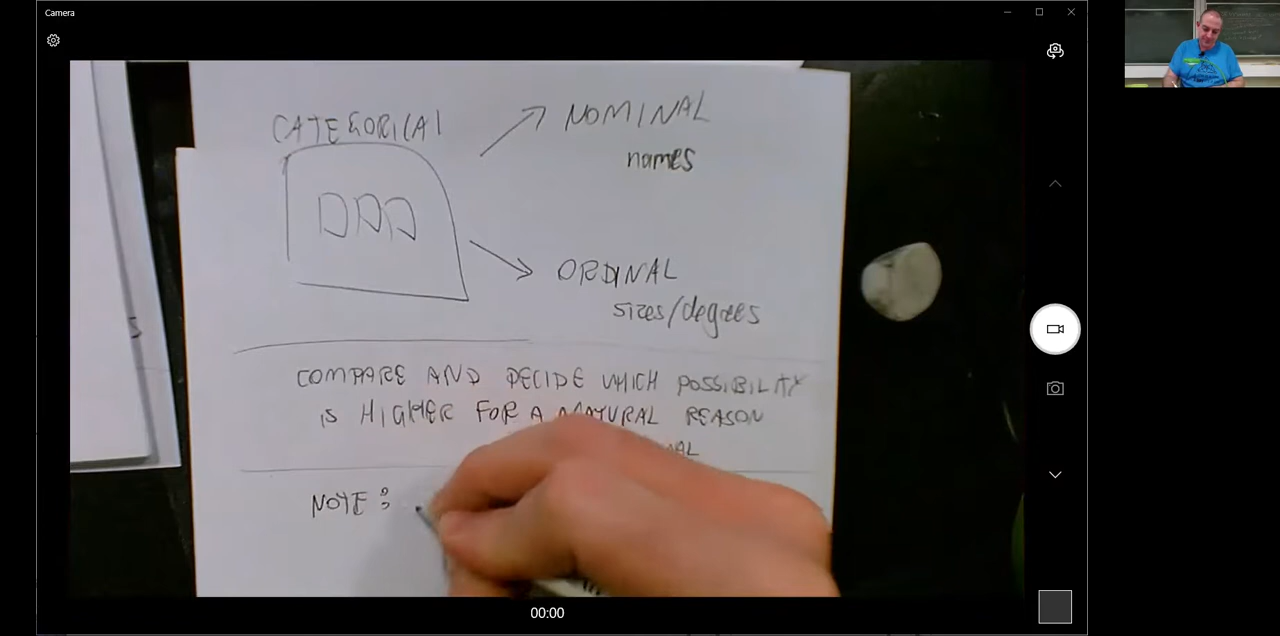 Camera
CATEGORICAL
NOMINAL
names
ORDINAL
sizes/degrees
COMPARE AND DECIDE WHICH POSSIBILITY
IS HIGHER FOR A NATURAL REASON
NOTE:
00:00